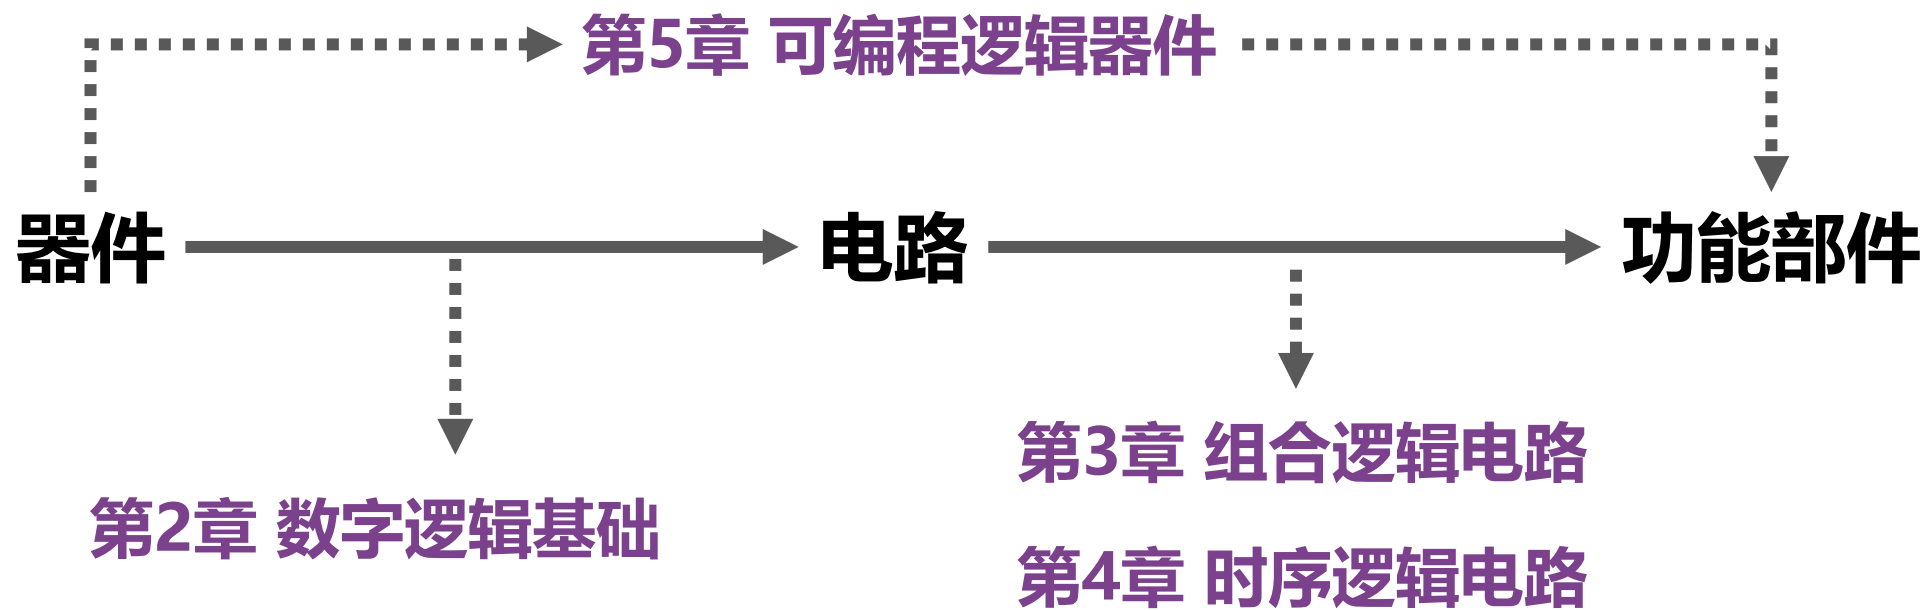 第5章 可编程逻辑器件
器件
电路
功能部件
第2章 数字逻辑基础
第3章 组合逻辑电路
第4章 时序逻辑电路